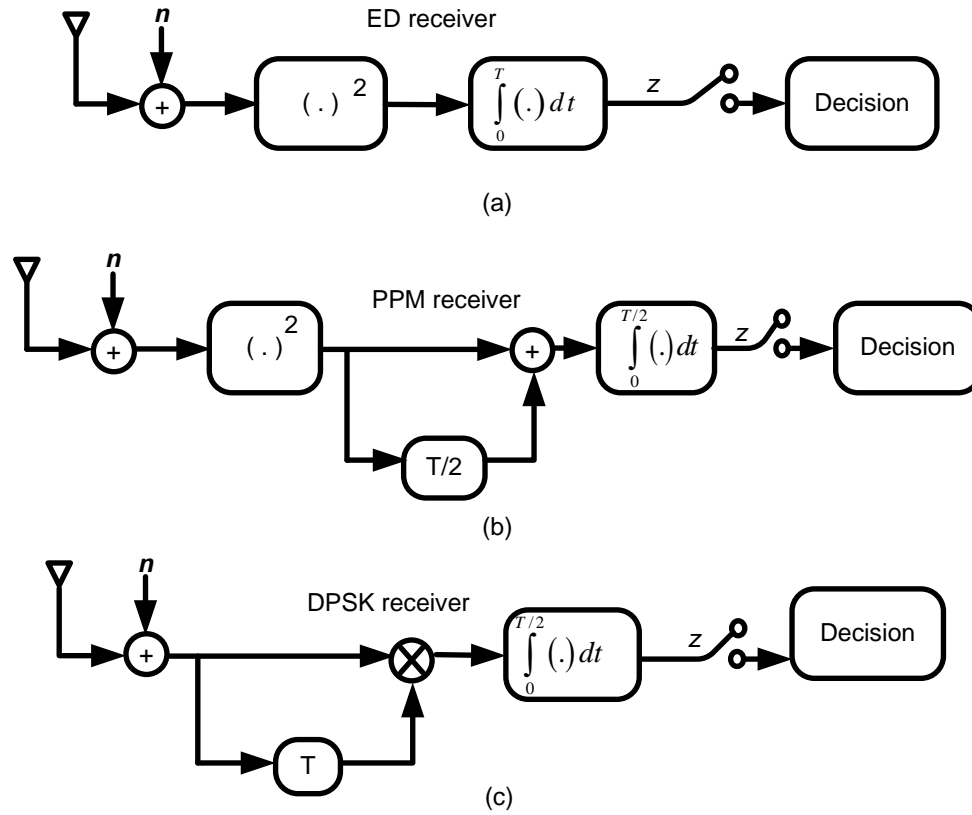 ED receiver
n
+
( . ) 2
T
∫ (.) dt
0
z
Decision
(a)
PPM receiver
n
+
( . ) 2
+
T/2
∫ (.) dt
0
z
Decision
T/2
(b)
DPSK receiver
n
+
T/2
∫ (.) dt
0
z
Decision
T
(c)